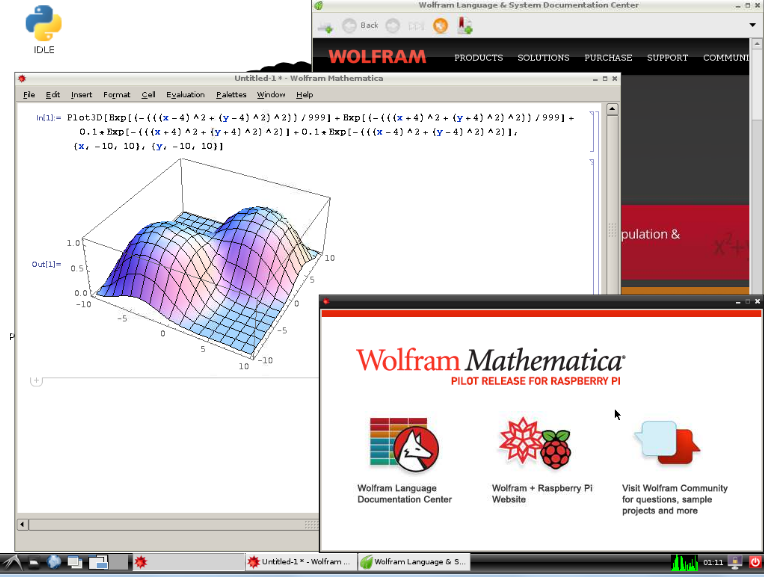 IDLE
Wolfram Language & System Documentation Center
Back
WOLFRAM
PRODUCTS SOLUTIONS PURCHASE SUPPORT COMMUNI
Untitled-1 * - Wolfram Mathematica
File Edit Insert Format Cell Evaluation Palettes Window Help
In[1]:= Plot3D[Exp[(-(((x-4)^2+(y-4)^2)^2))/999]+Exp[(-(((x+4)^2+(y+4)^2)^2))/999]+
0.1*Exp[-(((x+4)^2+(y+4)^2)^2)]+0.1*Exp[-(((x-4)^2+(y-4)^2)^2)],
{x, -10, 10}, {y, -10, 10}]
Out[1]=
1.0
0.5
0.0
-10
-5
0
5
10
-10
-5
0
5
10
pulation &
x²+
Wolfram Mathematica®
PILOT RELEASE FOR RASPBERRY PI
Wolfram Language
Documentation Center
Wolfram + Raspberry Pi
Website
Visit Wolfram Community
for questions, sample
projects and more
Untitled-1 * - Wolfram ...
Wolfram Language & S...
01:11